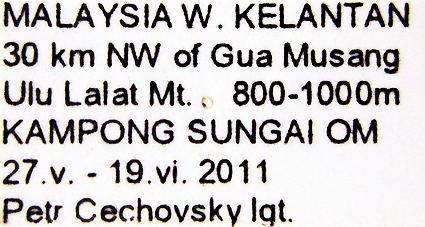 MALAYSIA W. KELANTAN
30 km NW of Gua Musang
Ulu Lalat Mt. 800-1000m
KAMPONG SUNGAI OM
27.v. - 19.vi. 2011
Petr Cechovsky lgt.